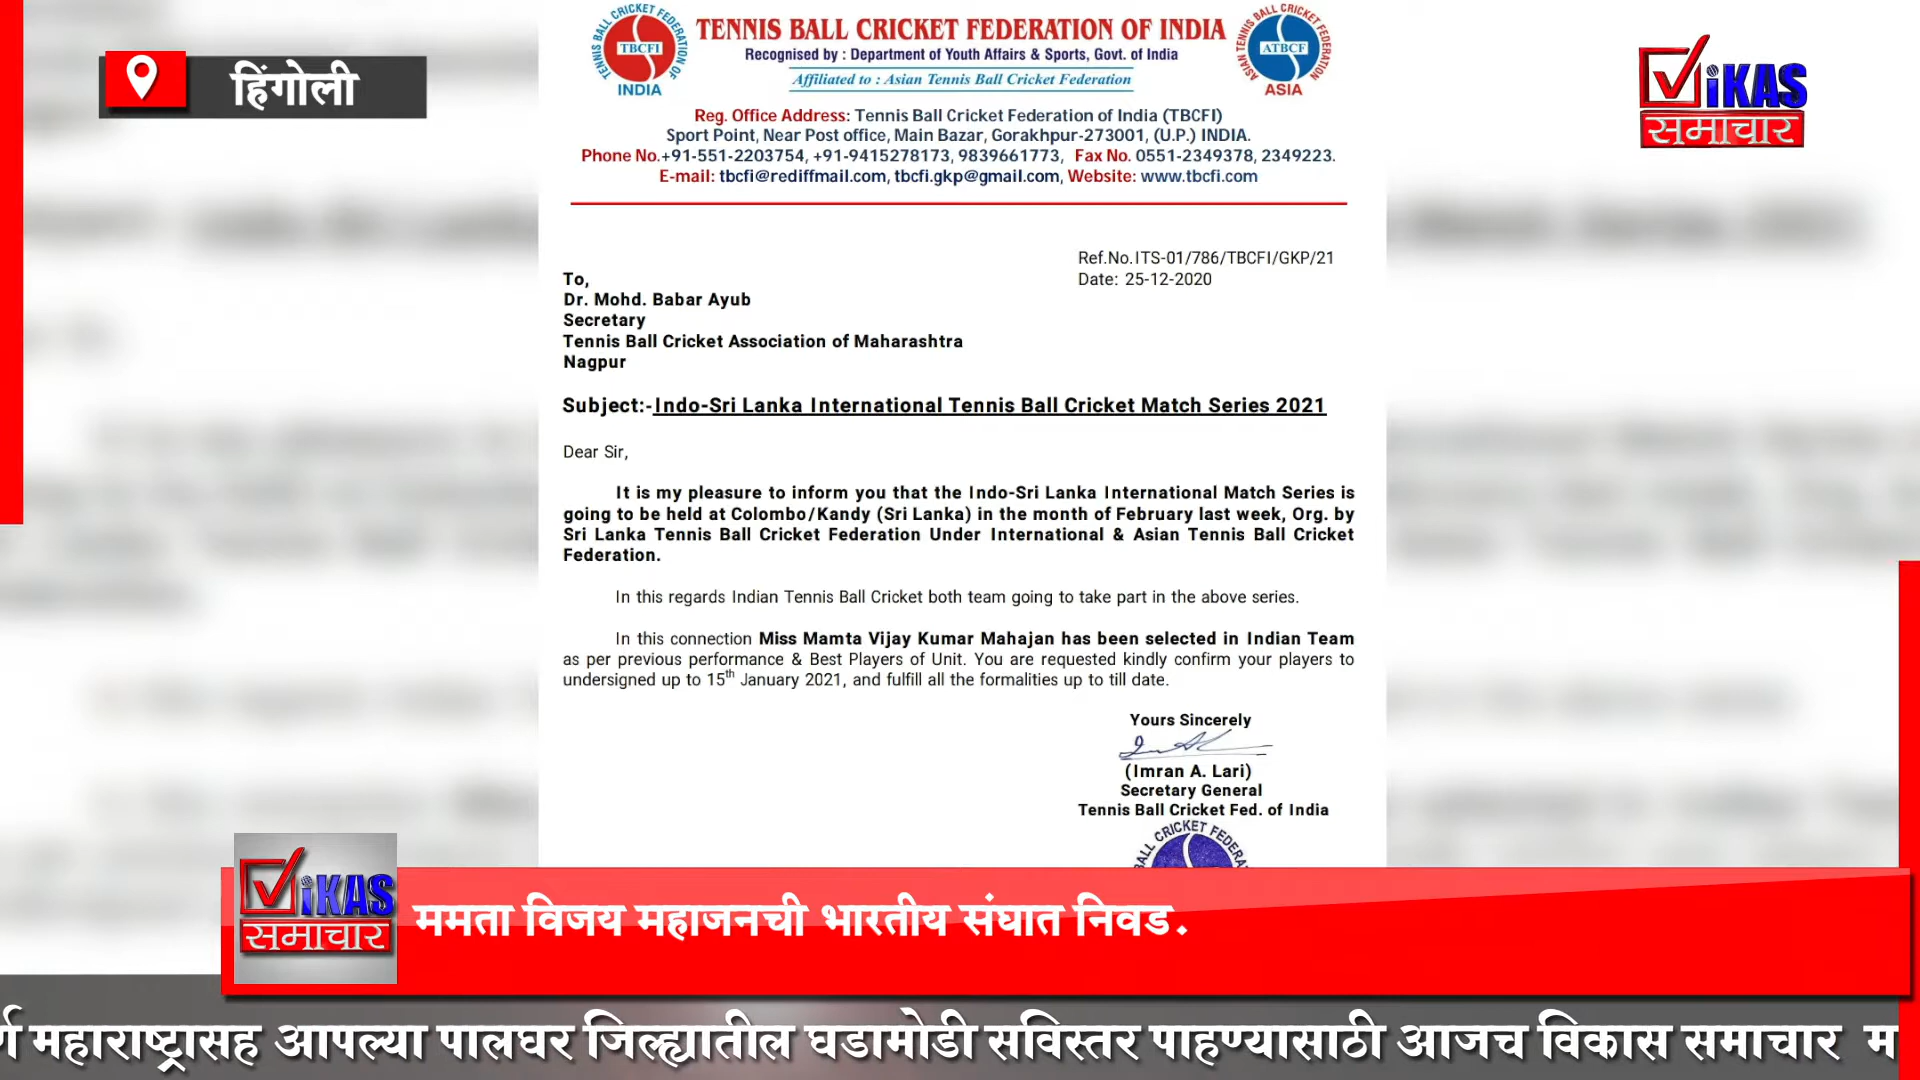 हिंगोली
ViKAS
समाचार
TENNIS BALL CRICKET FEDERATION OF
TBCFI
INDIA
TENNIS BALL CRICKET FEDERATION OF INDIA
Recognised by : Department of Youth Affairs & Sports, Govt. of India
Affiliated to : Asian Tennis Ball Cricket Federation
ASIAN TENNIS BALL CRICKET FEDERATION
ATBCF
ASIA
Reg. Office Address: Tennis Ball Cricket Federation of India (TBCFI)
Sport Point, Near Post office, Main Bazar, Gorakhpur-273001, (U.P.) INDIA.
Phone No.+91-551-2203754, +91-9415278173, 9839661773, Fax No. 0551-2349378, 2349223.
E-mail: tbcfi@rediffmail.com, tbcfi.gkp@gmail.com, Website: www.tbcfi.com
Ref.No.ITS-01/786/TBCFI/GKP/21
Date: 25-12-2020
To,
Dr. Mohd. Babar Ayub
Secretary
Tennis Ball Cricket Association of Maharashtra
Nagpur
Subject:-Indo-Sri Lanka International Tennis Ball Cricket Match Series 2021
Dear Sir,
It is my pleasure to inform you that the Indo-Sri Lanka International Match Series is
going to be held at Colombo/Kandy (Sri Lanka) in the month of February last week, Org. by
Sri Lanka Tennis Ball Cricket Federation Under International & Asian Tennis Ball Cricket
Federation.
In this regards Indian Tennis Ball Cricket both team going to take part in the above series.
In this connection Miss Mamta Vijay Kumar Mahajan has been selected in Indian Team
as per previous performance & Best Players of Unit. You are requested kindly confirm your players to
undersigned up to 15th January 2021, and fulfill all the formalities up to till date.
Yours Sincerely
(Imran A. Lari)
Secretary General
Tennis Ball Cricket Fed. of India
BALL CRICKET FEDERA
ViKAS
समाचार
ममता विजय महाजनची भारतीय संघात निवड.
महाराष्ट्रासह आपल्या पालघर जिल्ह्यातील घडामोडी सविस्तर पाहण्यासाठी आजच विकास समाचार म